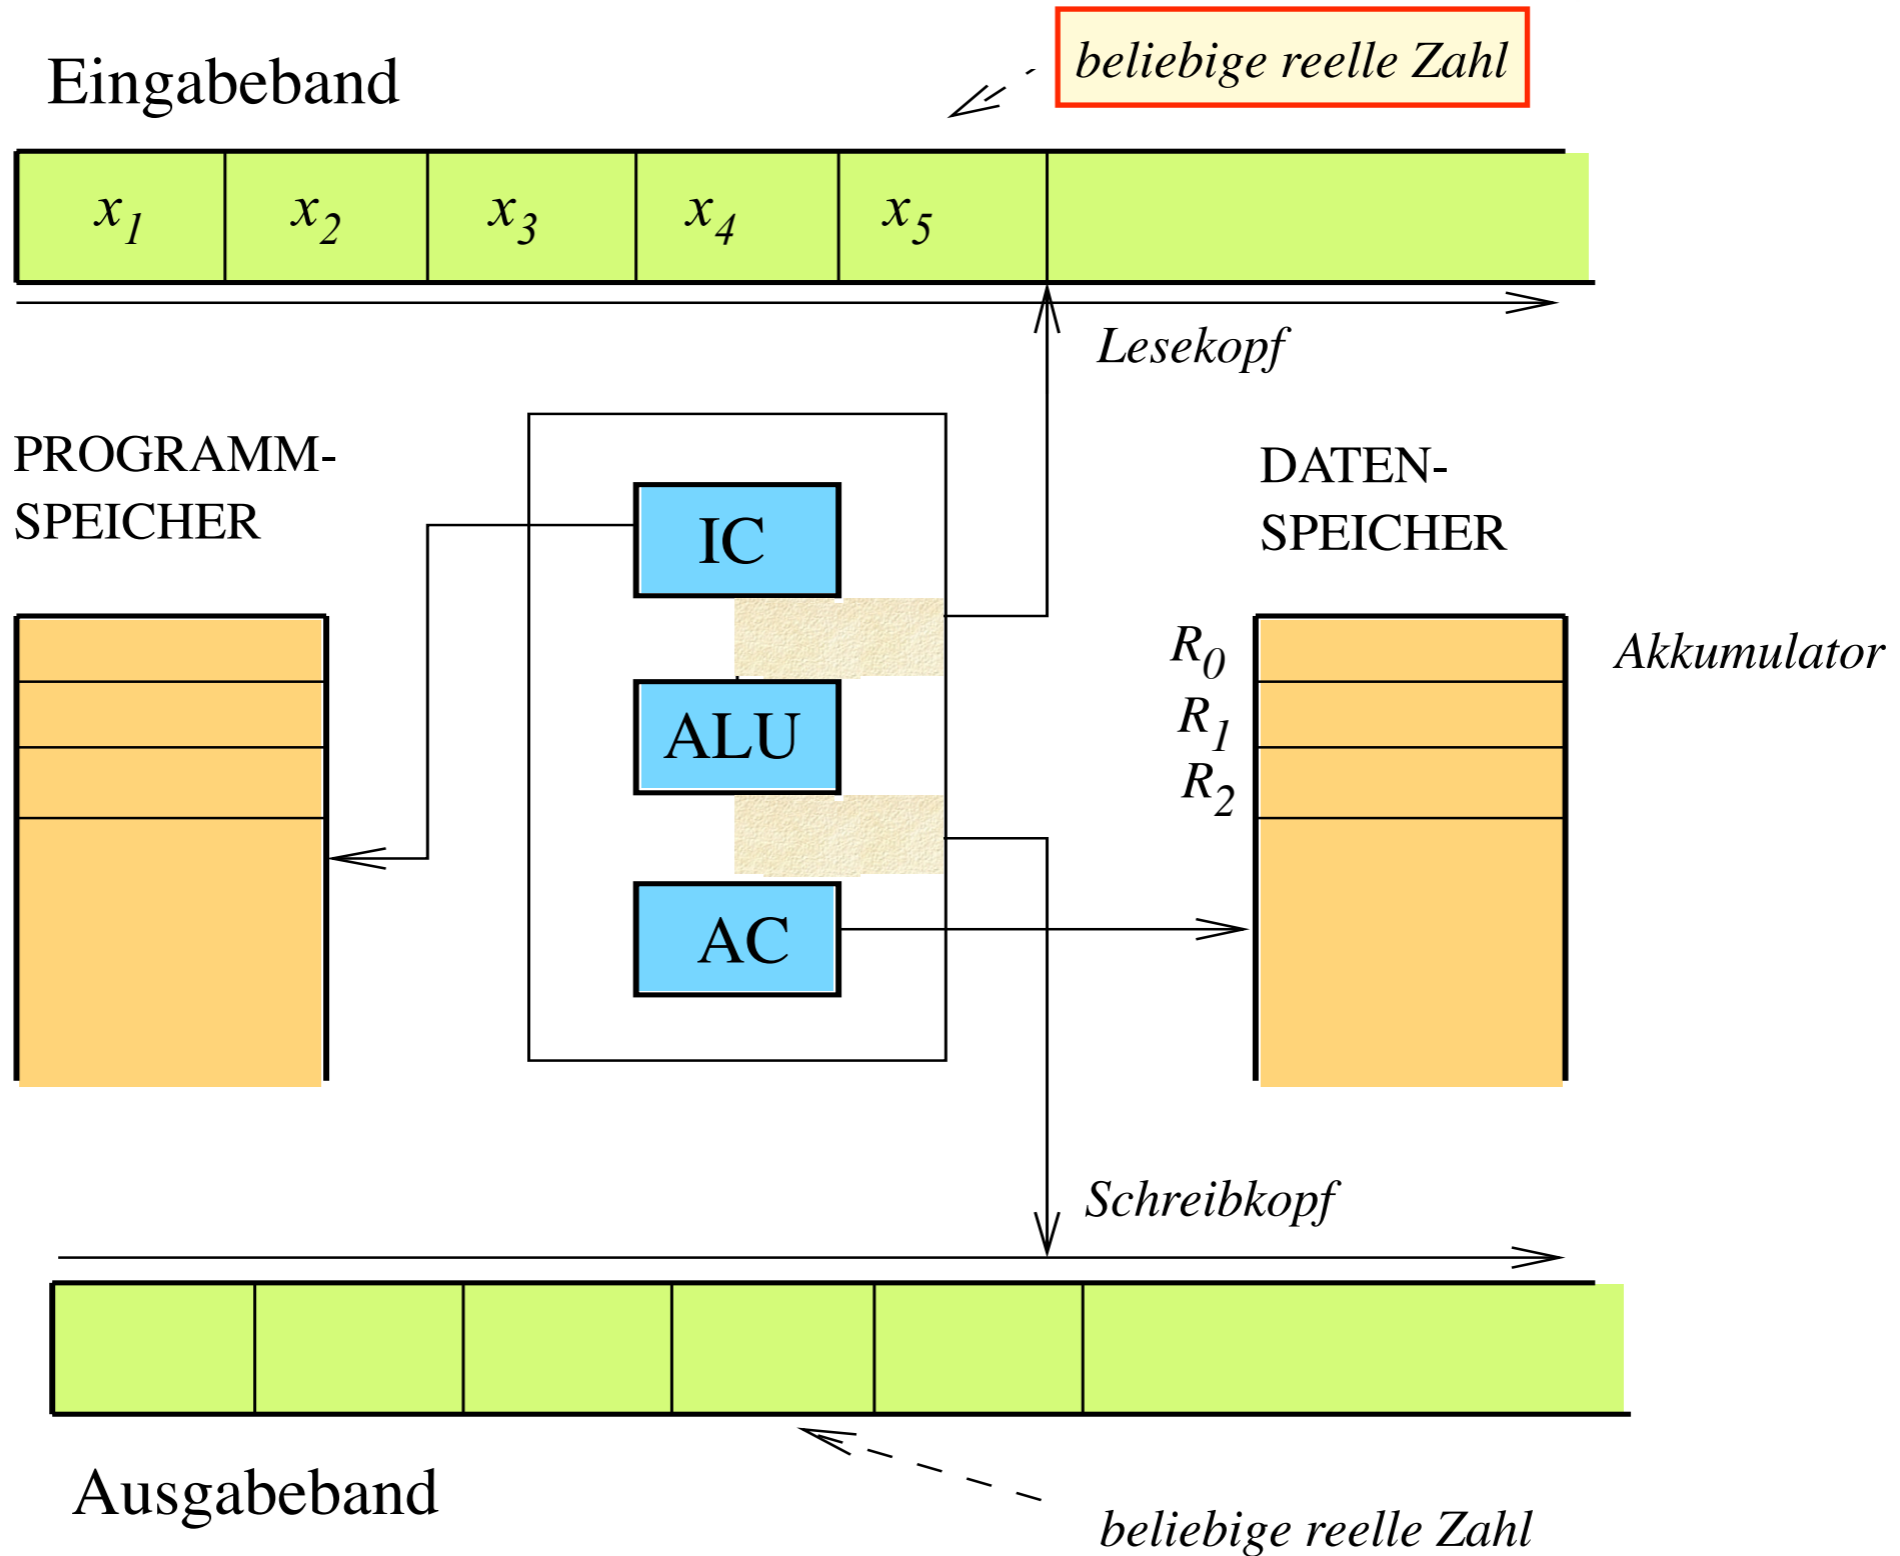 beliebige reelle Zahl
Eingabeband
x1 x2 x3 x4 x5
Lesekopf
PROGRAMM-
SPEICHER
IC
ALU
AC
DATEN-
SPEICHER
R0
R1
R2
Akkumulator
Schreibkopf
Ausgabeband
beliebige reelle Zahl